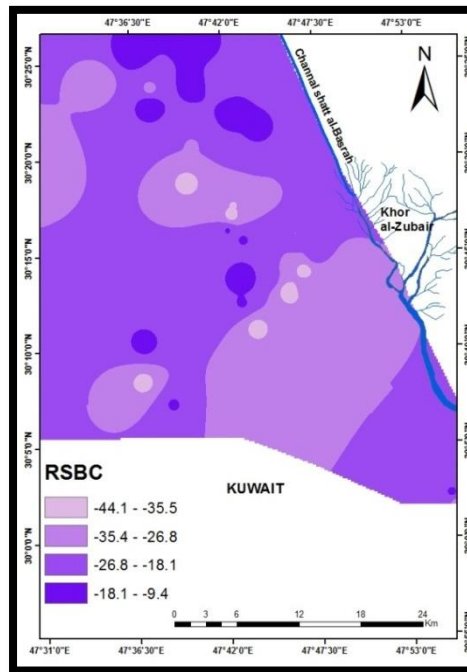 47°36'30"E 47°42'0"E 47°47'30"E 47°53'0"E
30°25'0"N
30°20'0"N
30°15'0"N
30°10'0"N
30°5'0"N
30°0'0"N
N
Channal shatt al-Basrah
Khor
al-Zubair
KUWAIT
RSBC
-44.1 - -35.5
-35.4 - -26.8
-26.8 - -18.1
-18.1 - -9.4
0 3 6 12 18 24
Km
47°31'0"E 47°36'30"E 47°42'0"E 47°47'30"E 47°53'0"E